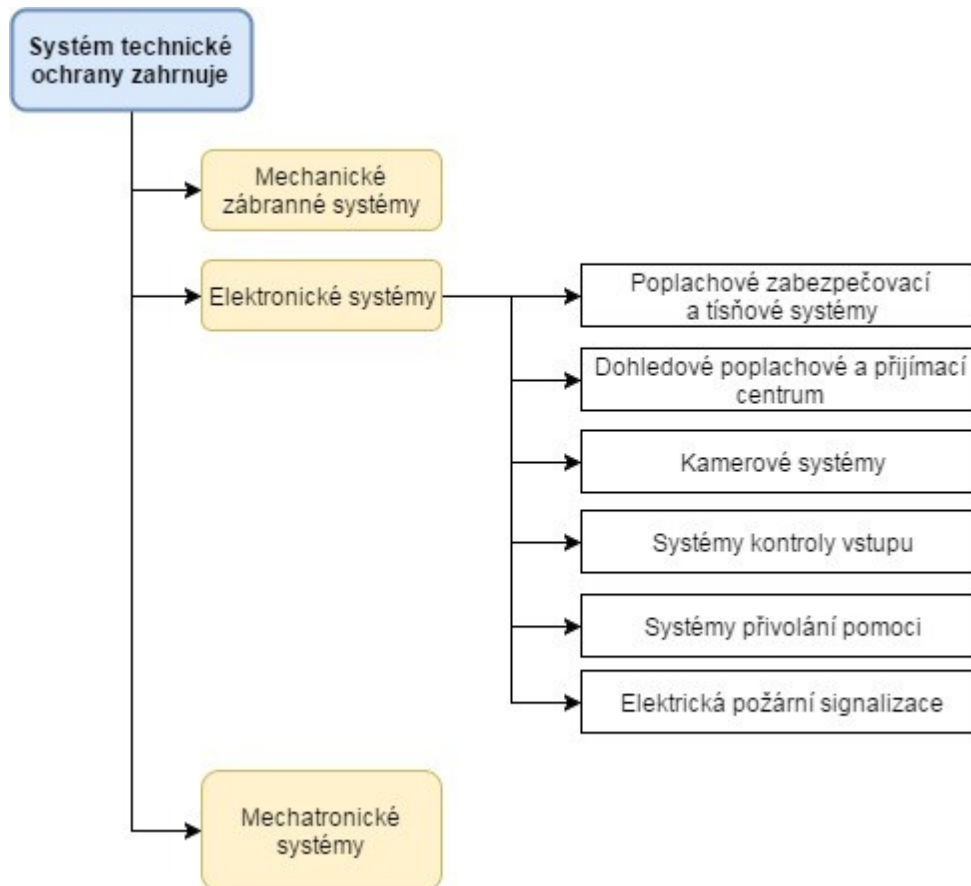 Systém technické
ochrany zahrnuje
Mechanické
zábranné systémy
Elektronické systémy
Poplachové zabezpečovací
a tísňové systémy
Dohledové poplachové a přijímací
centrum
Kamerové systémy
Systémy kontroly vstupu
Systémy přivolání pomoci
Elektrická požární signalizace
Mechatronické
systémy